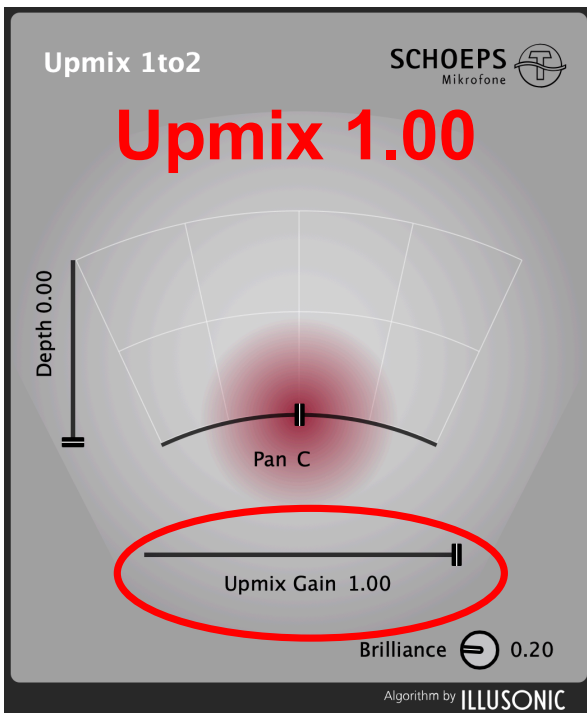 Upmix 1to2
SCHOEPS
Mikrofone
Upmix 1.00
Depth 0.00
Pan C
Upmix Gain 1.00
Brilliance 0.20
Algorithm by ILLUSONIC